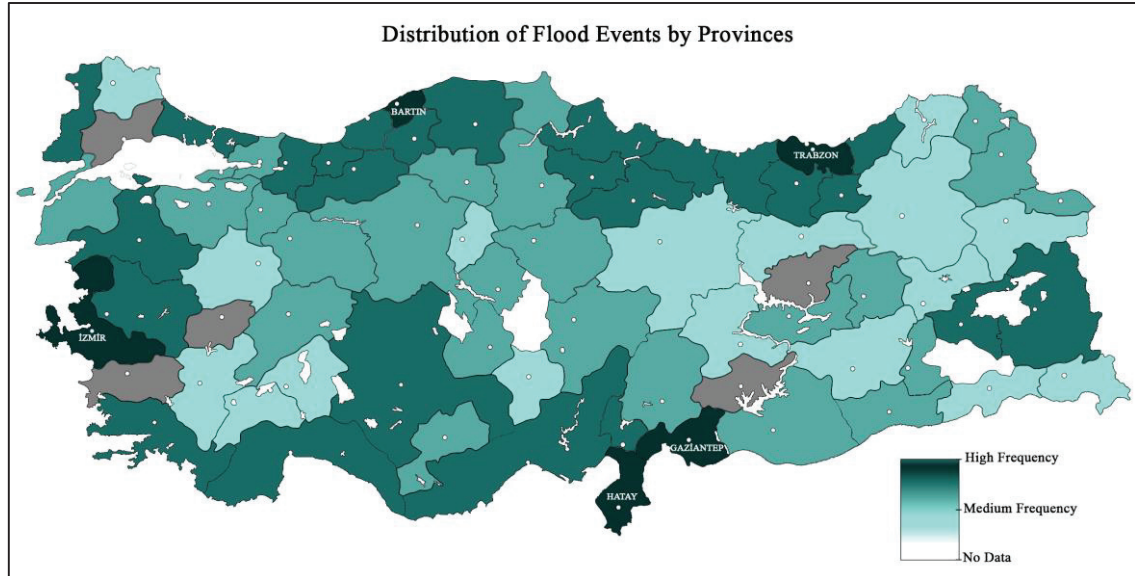 Distribution of Flood Events by Provinces
BARTIN
TRABZON
İZMİR
GAZİANTEP
HATAY
High Frequency
Medium Frequency
No Data